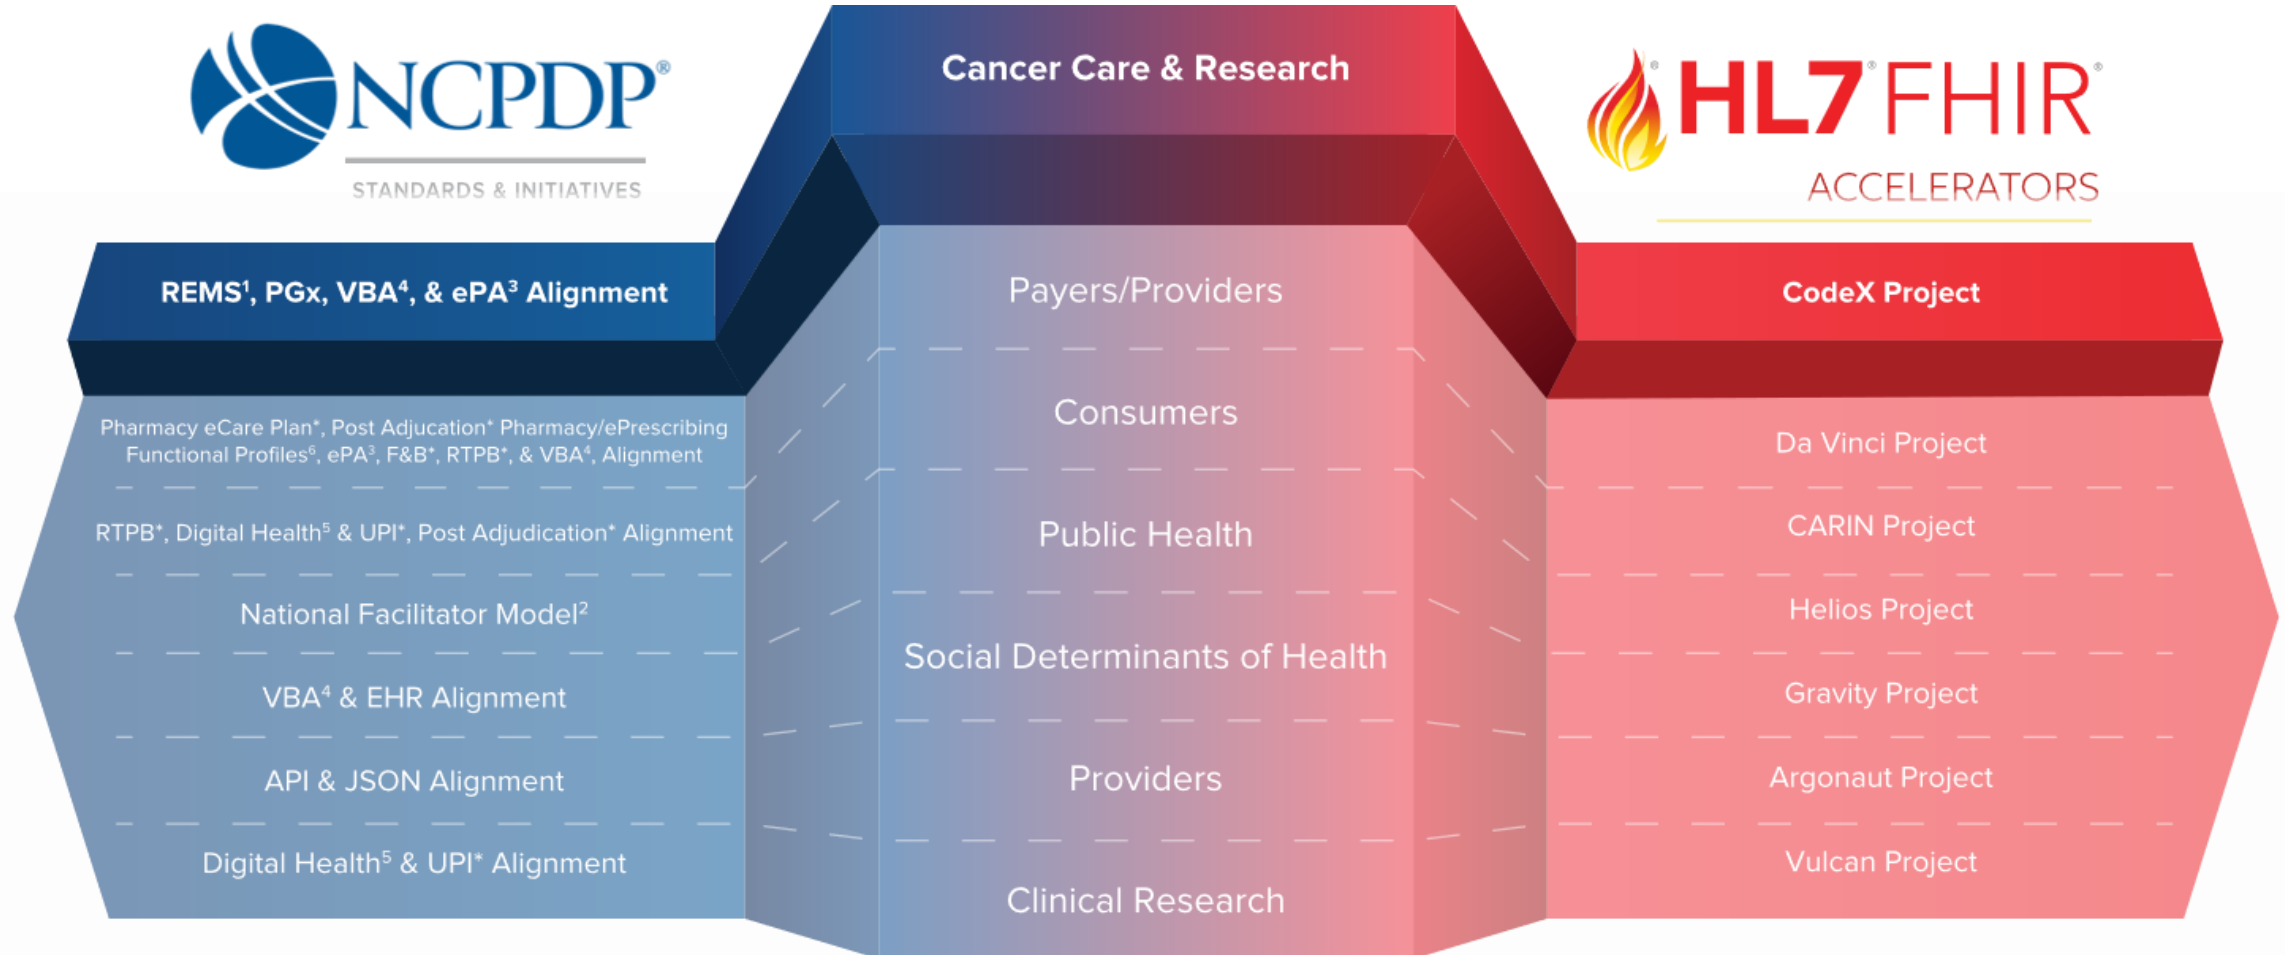 NCPDP®
STANDARDS & INITIATIVES
Cancer Care & Research
® HL7® FHIR®
ACCELERATORS
REMS¹, PGx, VBA⁴, & ePA³ Alignment
CodeX Project
Pharmacy eCare Plan*, Post Adjucation* Pharmacy/ePrescribing
Functional Profiles⁶, ePA³, F&B*, RTPB*, & VBA⁴, Alignment
Payers/Providers
Da Vinci Project
RTPB*, Digital Health⁵ & UPI*, Post Adjudication* Alignment
Consumers
CARIN Project
National Facilitator Model²
Public Health
Helios Project
VBA⁴ & EHR Alignment
Social Determinants of Health
Gravity Project
API & JSON Alignment
Providers
Argonaut Project
Digital Health⁵ & UPI* Alignment
Clinical Research
Vulcan Project